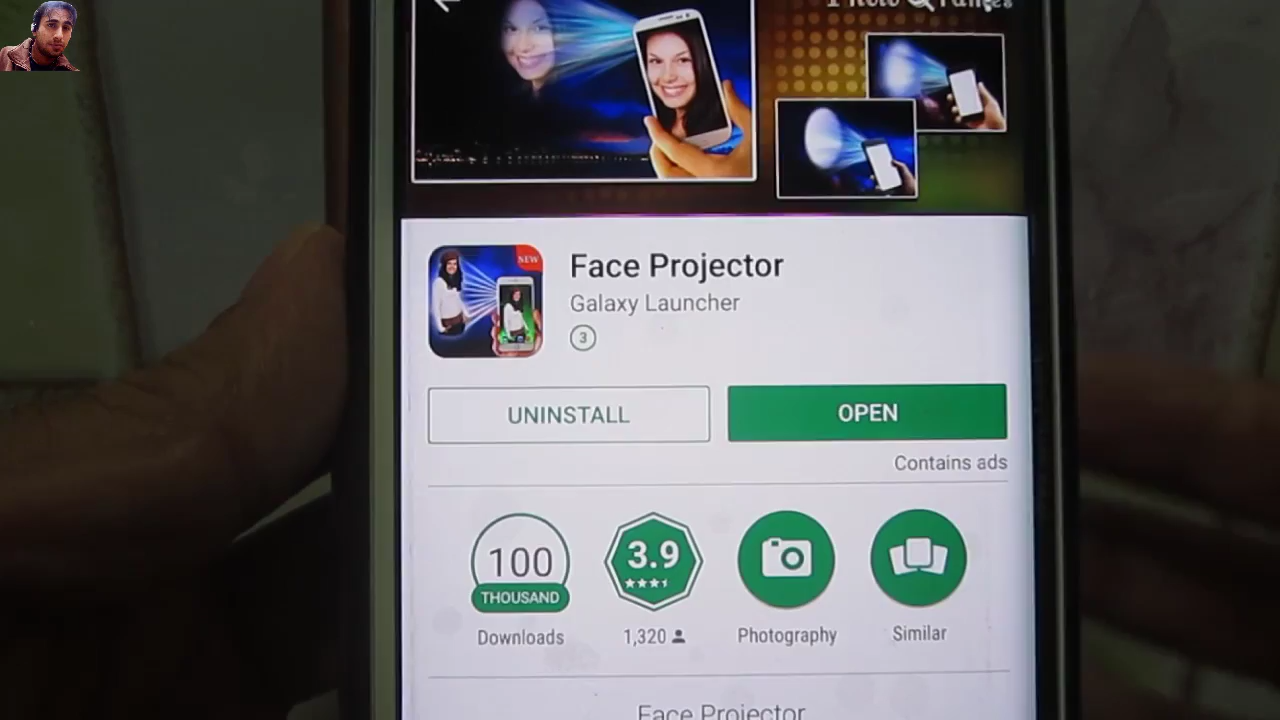 NEW
Face Projector
Galaxy Launcher
3
UNINSTALL
OPEN
Contains ads
100
THOUSAND
3.9
Downloads
1,320
Photography
Similar
Face Projector